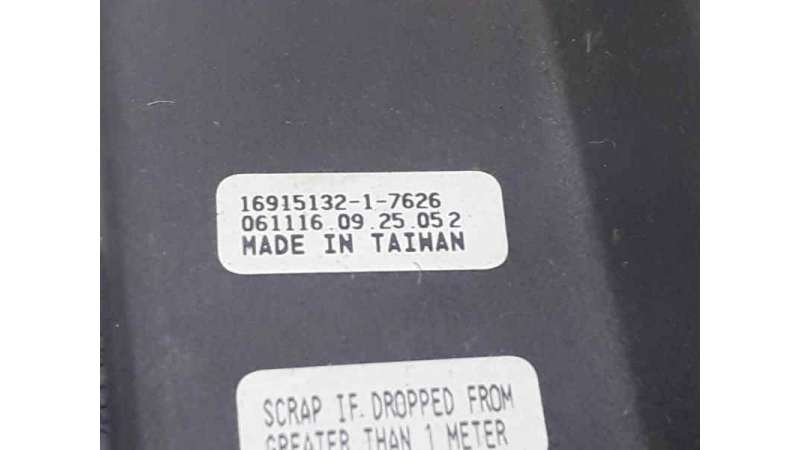 16915132-1-7626
061116.09.25.052
MADE IN TAIWAN
SCRAP IF DROPPED FROM
GREATER THAN 1 METER